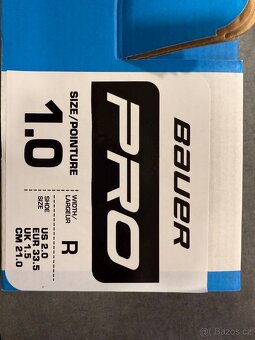 BAUER
PRO
SIZE/POINTURE
1.0
WIDTH/
LARGEUR
R
SHOE
SIZE
US 2.0
UK 1.5
EUR 33.5
CM 21.0
© Bazoš.cz